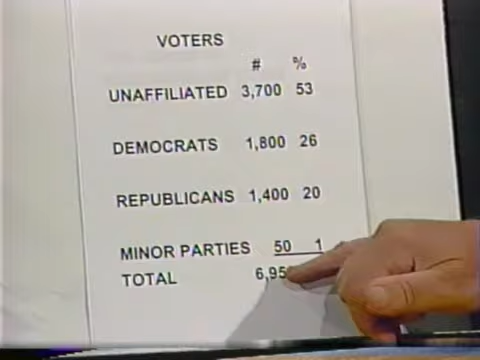 VOTERS
# %
UNAFFILIATED 3,700 53
DEMOCRATS 1,800 26
REPUBLICANS 1,400 20
MINOR PARTIES 50 1
TOTAL 6,95